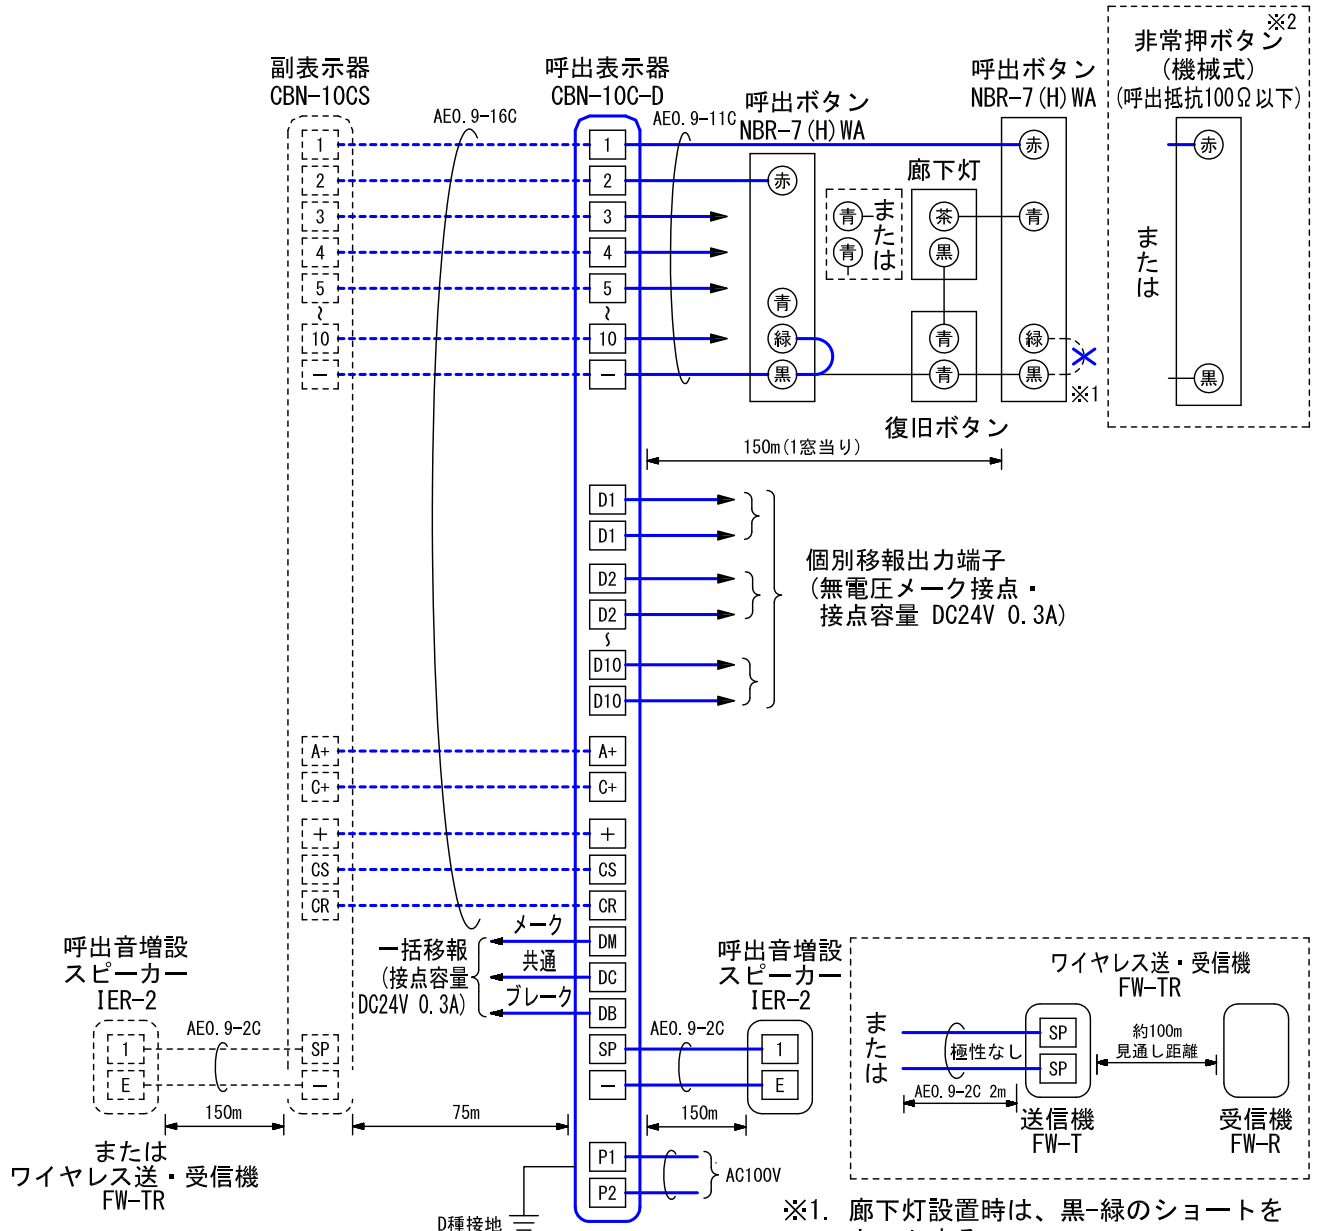 ※2
非常押ボタン
(機械式)
(呼出抵抗100Ω以下)
副表示器
CBN-10CS
呼出表示器
CBN-10C-D
呼出ボタン
NBR-7(H)WA
呼出ボタン
NBR-7(H)WA
AE0.9-16C
AE0.9-11C
1
1
赤
赤
2
2
赤
廊下灯
3
3
青
または
茶
青
4
4
青
黒
または
5
5
青
～
～
10
10
緑
青
緑
－
－
黒
青
黒
黒
※1
復旧ボタン
150m(1窓当り)
D1
D1
D2
D2
～
D10
D10
個別移報出力端子
(無電圧メーク接点・
接点容量 DC24V 0.3A)
A+
A+
C+
C+
＋
＋
CS
CS
CR
CR
DM
DC
DB
メーク
共通
ブレーク
一括移報
(接点容量
DC24V 0.3A)
呼出音増設
スピーカー
IER-2
AE0.9-2C
1
E
SP
－
SP
－
AE0.9-2C
呼出音増設
スピーカー
IER-2
1
E
150m
75m
150m
または
ワイヤレス送・受信機
FW-TR
ワイヤレス送・受信機
FW-TR
または
極性なし
SP
SP
約100m
見通し距離
AE0.9-2C 2m
送信機
FW-T
受信機
FW-R
P1
P2
AC100V
D種接地
※1. 廊下灯設置時は、黒-緑のショートを